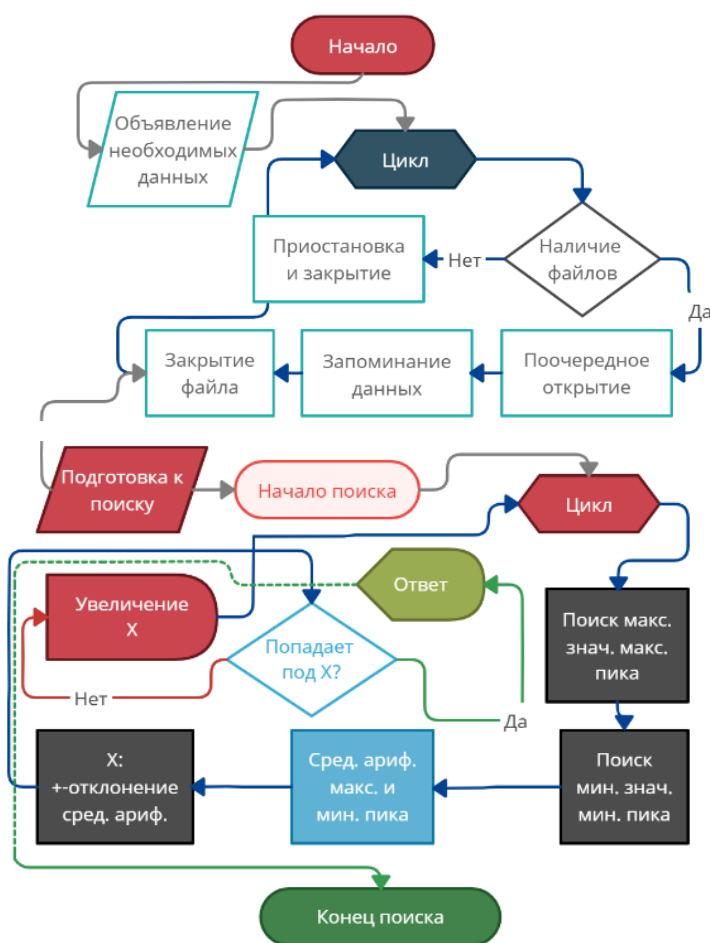 Начало
Объявление
необходимых
данных
Цикл
Приостановка
и закрытие
Нет
Наличие
файлов
Да
Закрытие
файла
Запоминание
данных
Поочередное
открытие
Подготовка к
поиску
Начало поиска
Цикл
Увеличение
X
Попадает
под X?
Ответ
Поиск макс.
знач. макс.
пика
Нет
Да
X:
+-отклонение
сред. ариф.
Сред. ариф.
макс. и
мин. пика
Поиск
мин. знач.
мин. пика
Конец поиска